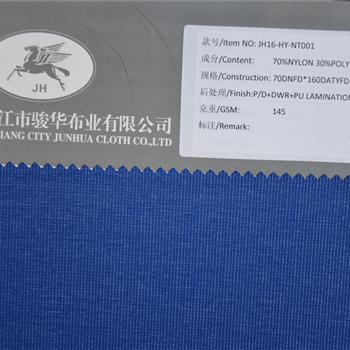 JH
江市骏华布业有限公司
IANG CITY JUNHUA CLOTH CO.,LTD
款号/Item NO: JH16-HY-NT001
成分/Content: 70%NYLON 30%POLY
规格/Construction: 70DNFD*160DATYFD
后处理/Finish:P/D+DWR+PU LAMINATION
克重/GSM: 145
标注/Remark: